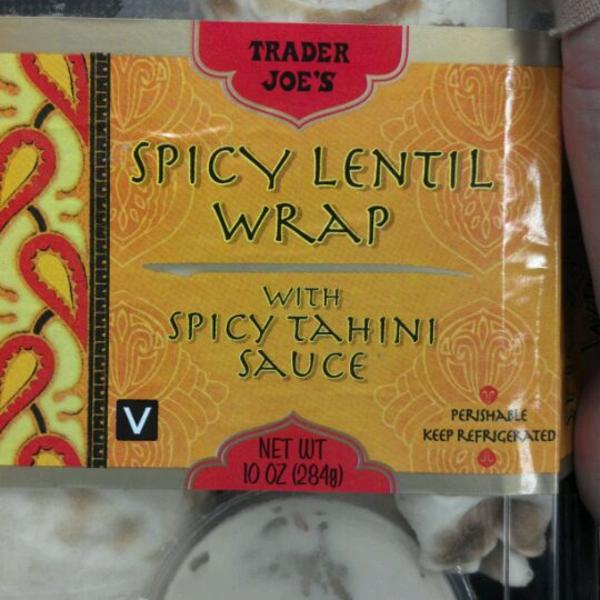 TRADER
JOE'S
SPICY LENTIL
WRAP
WITH
SPICY TAHINI
SAUCE
V
PERISHABLE
KEEP REFRIGERATED
NET WT
10 OZ (284g)